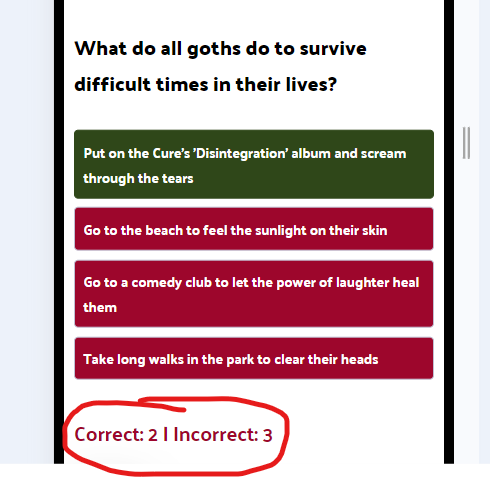 What do all goths do to survive
difficult times in their lives?
Put on the Cure's 'Disintegration' album and scream
through the tears
Go to the beach to feel the sunlight on their skin
Go to a comedy club to let the power of laughter heal
them
Take long walks in the park to clear their heads
Correct: 2 | Incorrect: 3